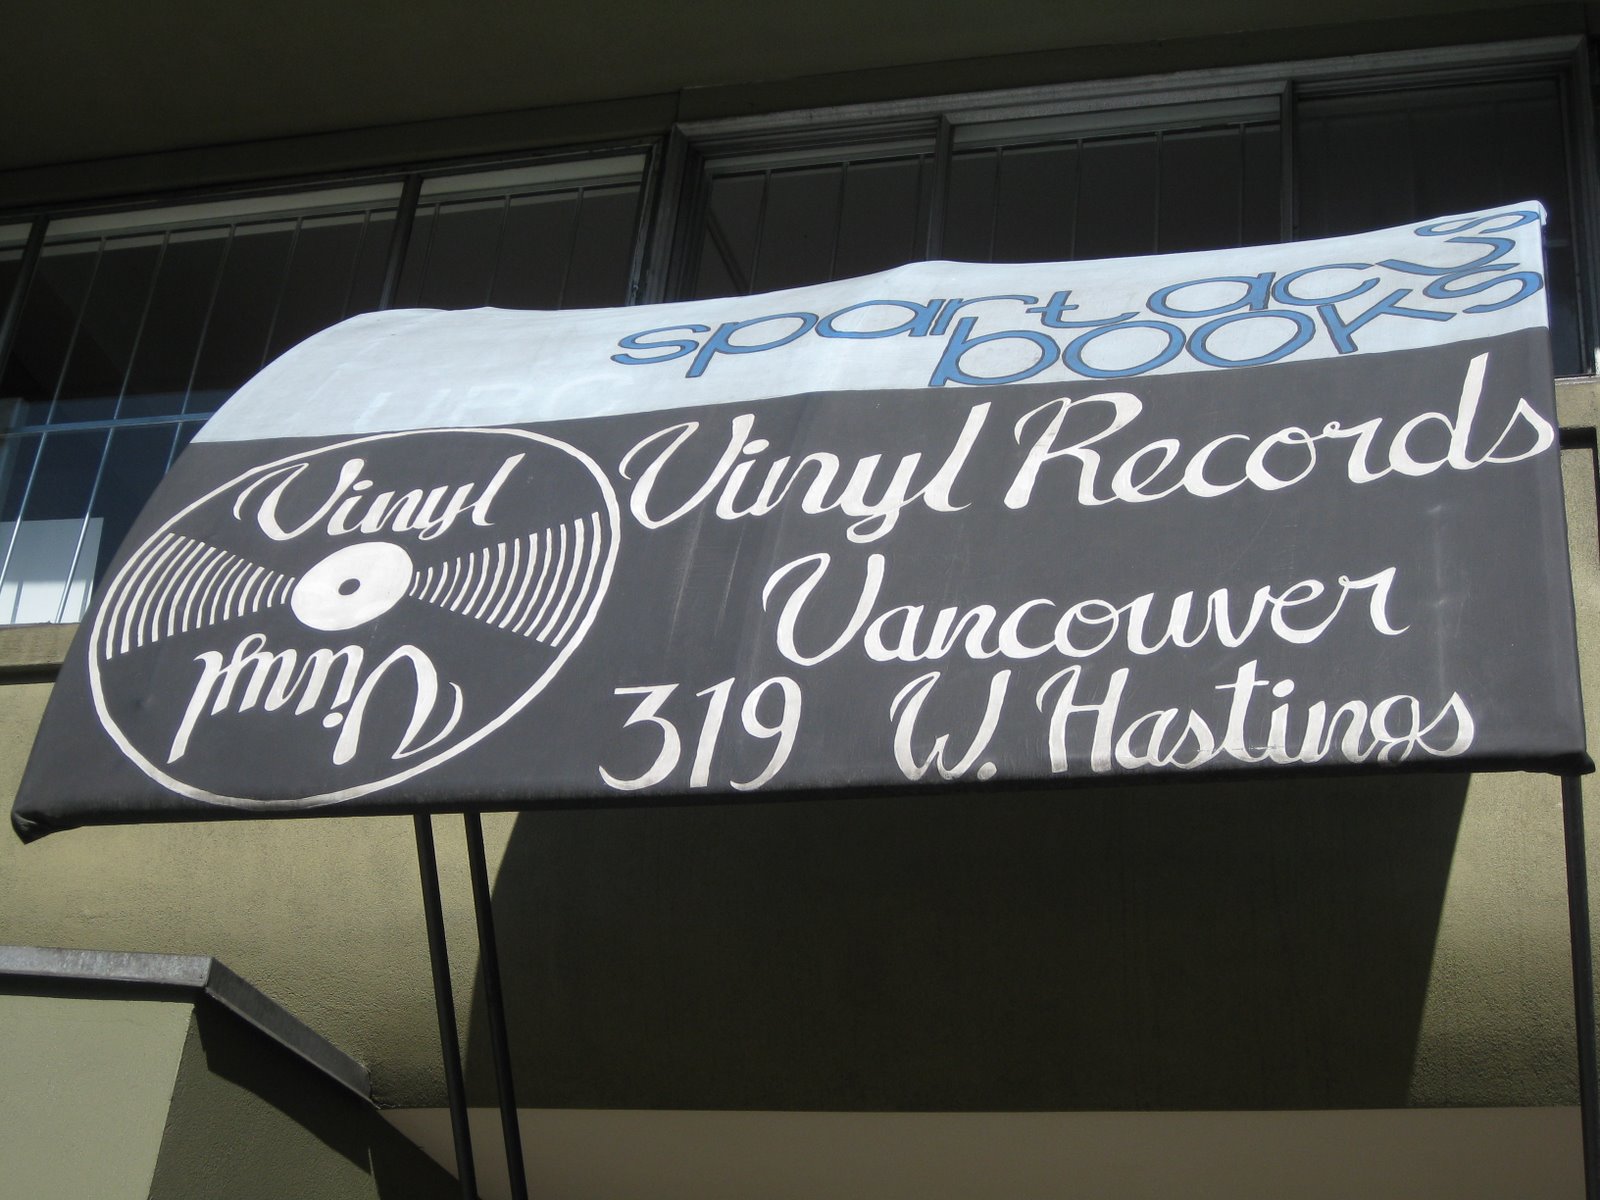 spartacus
books
Vinyl
Vinyl Records
Vancouver
319 W. Hastings
Vinyl